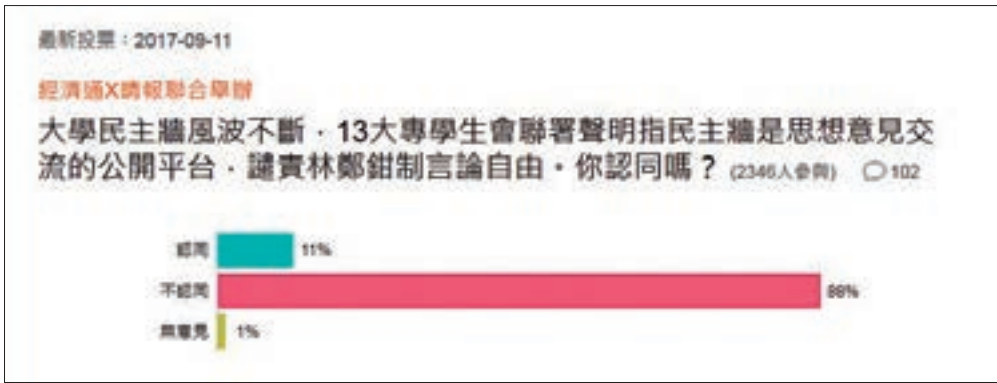 最新投票：2017-09-11
經濟通X晴報聯合舉辦
大學民主牆風波不斷，13大專學生會聯署聲明指民主牆是思想意見交
流的公開平台，譴責林鄭鉗制言論自由。你認同嗎？ (2346人參與) 102
認同 11%
不認同 88%
無意見 1%